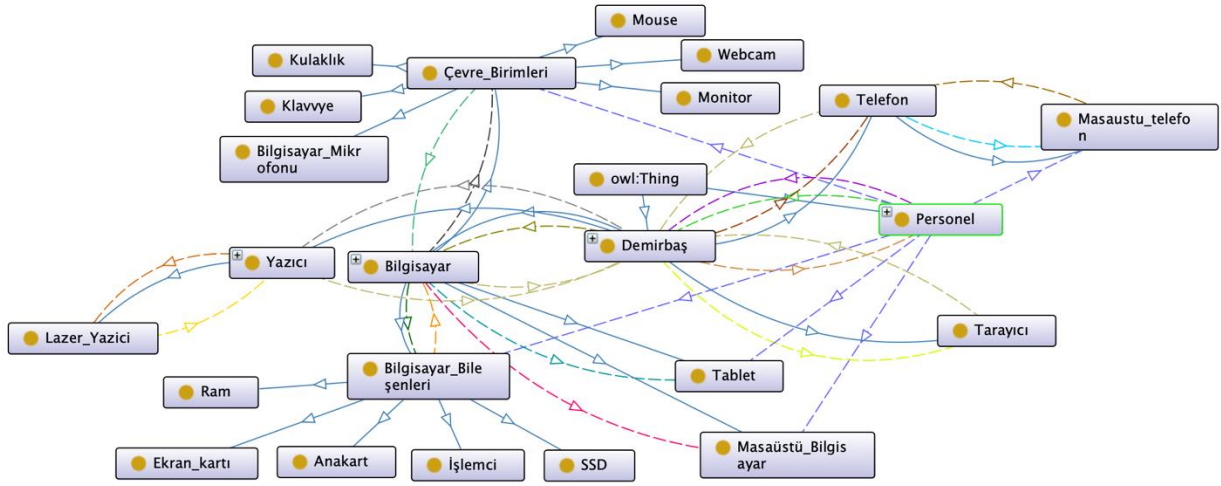 Mouse
Kulaklık
Webcam
Çevre_Birimleri
Klavvye
Monitor
Telefon
Masaustu_telefo
n
Bilgisayar_Mikr
ofonu
owl:Thing
Personel
Demirbaş
Yazıcı
Bilgisayar
Lazer_Yazici
Tarayıcı
Bilgisayar_Bile
şenleri
Tablet
Ram
Masaüstü_Bilgis
ayar
Ekran_kartı
Anakart
İşlemci
SSD